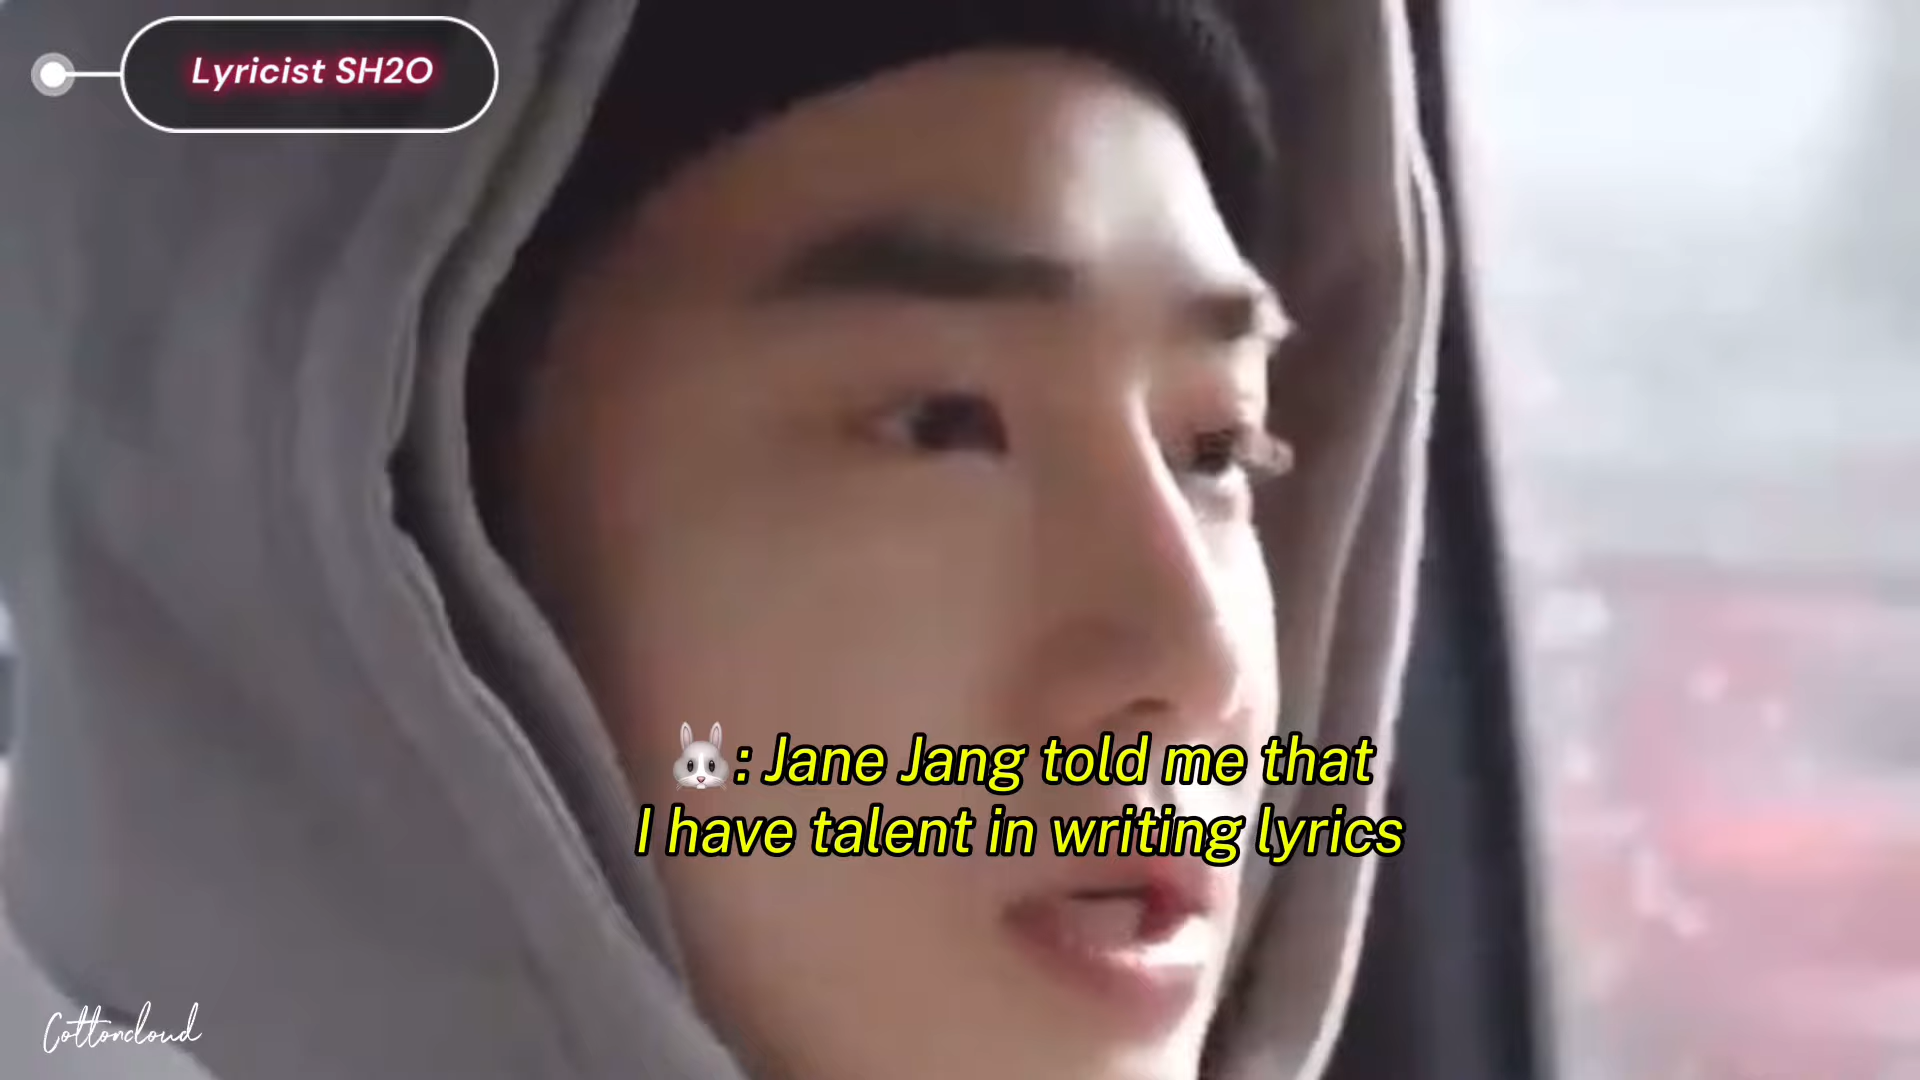 Lyricist SH2O
🐰: Jane Jang told me that
I have talent in writing lyrics
Cottoncloud